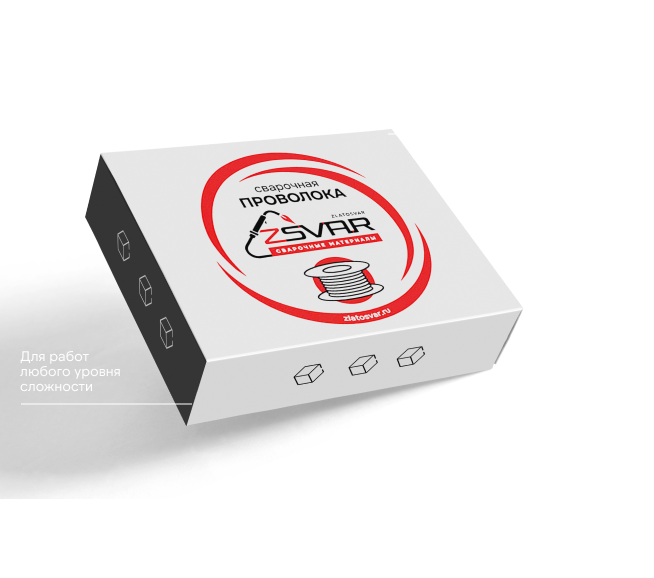 сварочная
ПРОВОЛОКА
ZLATOSVAR
ZSVAR
СВАРОЧНЫЕ МАТЕРИАЛЫ
zlatosvar.ru
Для работ
любого уровня
сложности